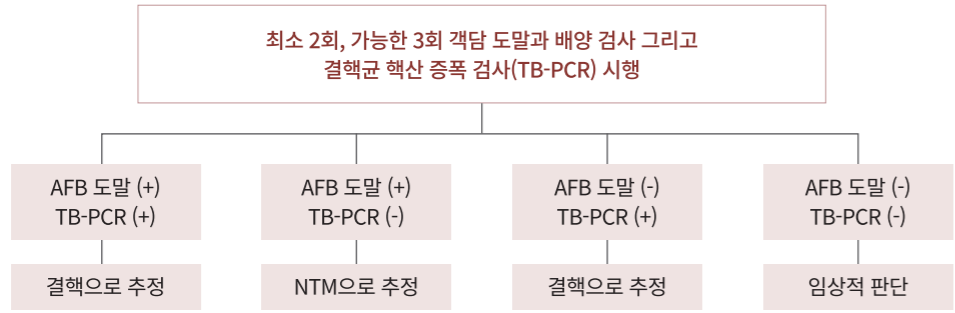 최소 2회, 가능한 3회 객담 도말과 배양 검사 그리고
결핵균 핵산 증폭 검사(TB-PCR) 시행
AFB 도말 (+)
TB-PCR (+)
결핵으로 추정
AFB 도말 (+)
TB-PCR (-)
NTM으로 추정
AFB 도말 (-)
TB-PCR (+)
결핵으로 추정
AFB 도말 (-)
TB-PCR (-)
임상적 판단